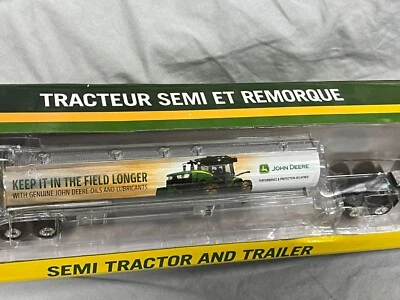 TRACTEUR SEMI ET REMORQUE
KEEP IT IN THE FIELD LONGER
WITH GENUINE JOHN DEERE OILS AND LUBRICANTS
JOHN DEERE
SEMI TRACTOR AND TRAILER